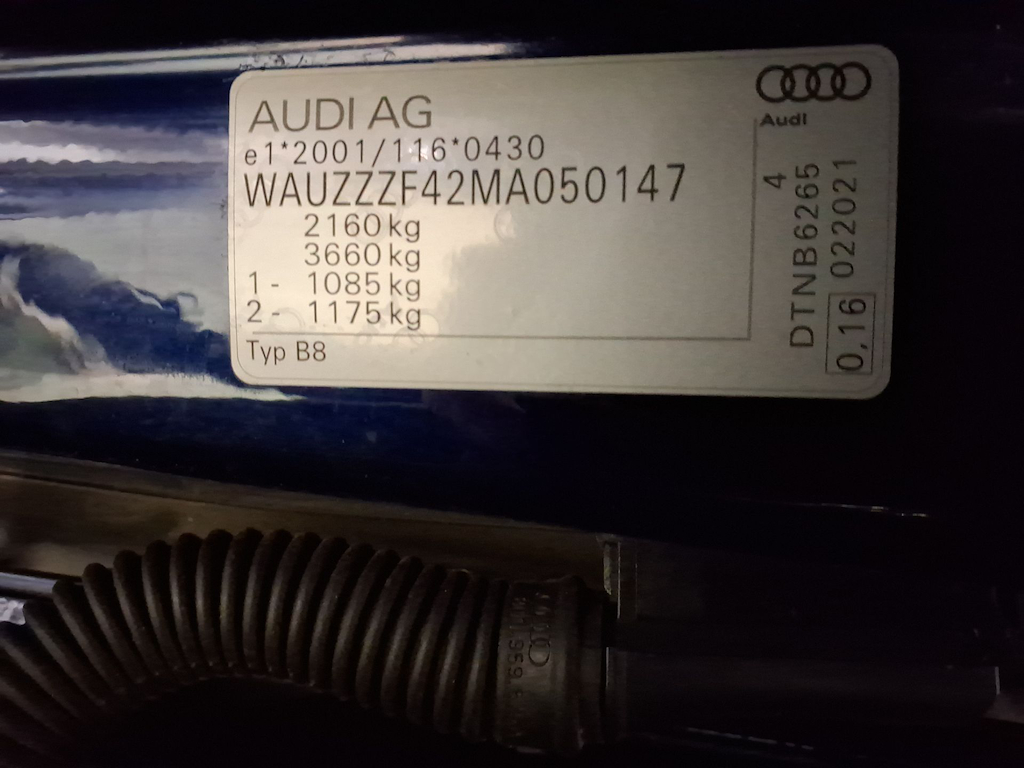 AUDI AG
e1*2001/116*0430
WAUZZZF42MA050147
2160 kg
3660 kg
1 - 1085 kg
2 - 1175 kg
Typ B8
Audi
4
DTNB6265
0,16 022021
959